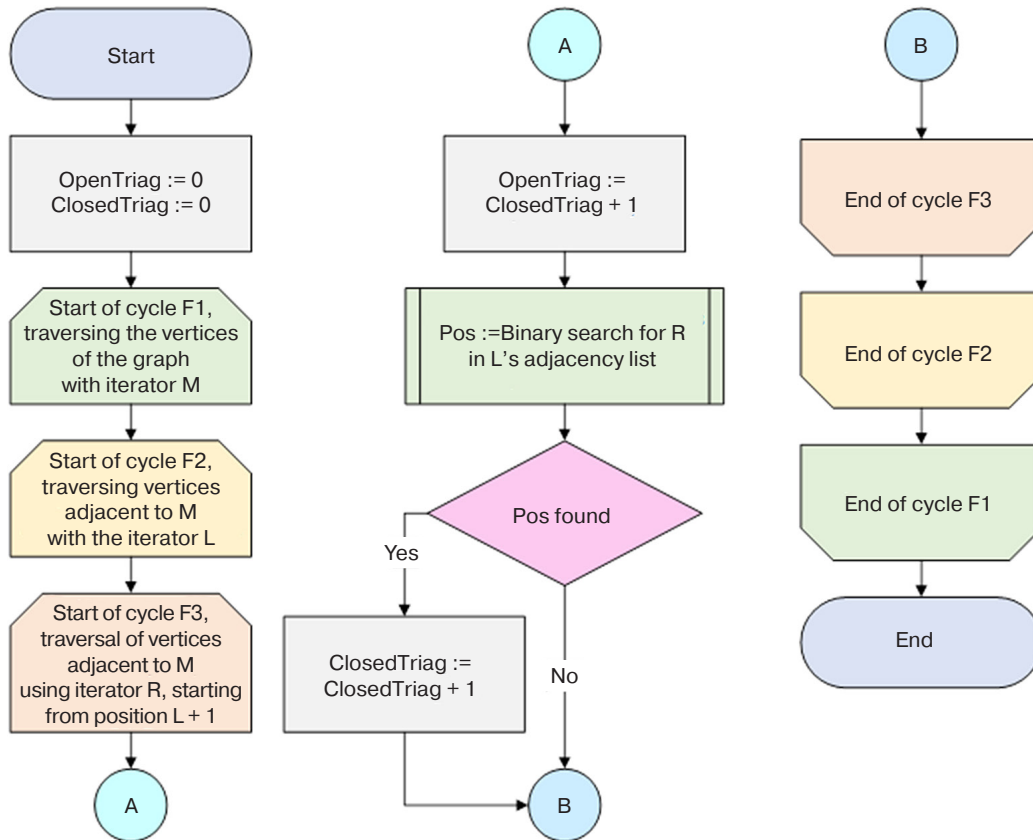 Start
OpenTriag := 0
ClosedTriag := 0
Start of cycle F1,
traversing the vertices
of the graph
with iterator M
Start of cycle F2,
traversing vertices
adjacent to M
with the iterator L
Start of cycle F3,
traversal of vertices
adjacent to M
using iterator R, starting
from position L + 1
A
A
OpenTriag :=
ClosedTriag + 1
Pos :=Binary search for R
in L’s adjacency list
Pos found
Yes
No
ClosedTriag :=
ClosedTriag + 1
B
B
End of cycle F3
End of cycle F2
End of cycle F1
End